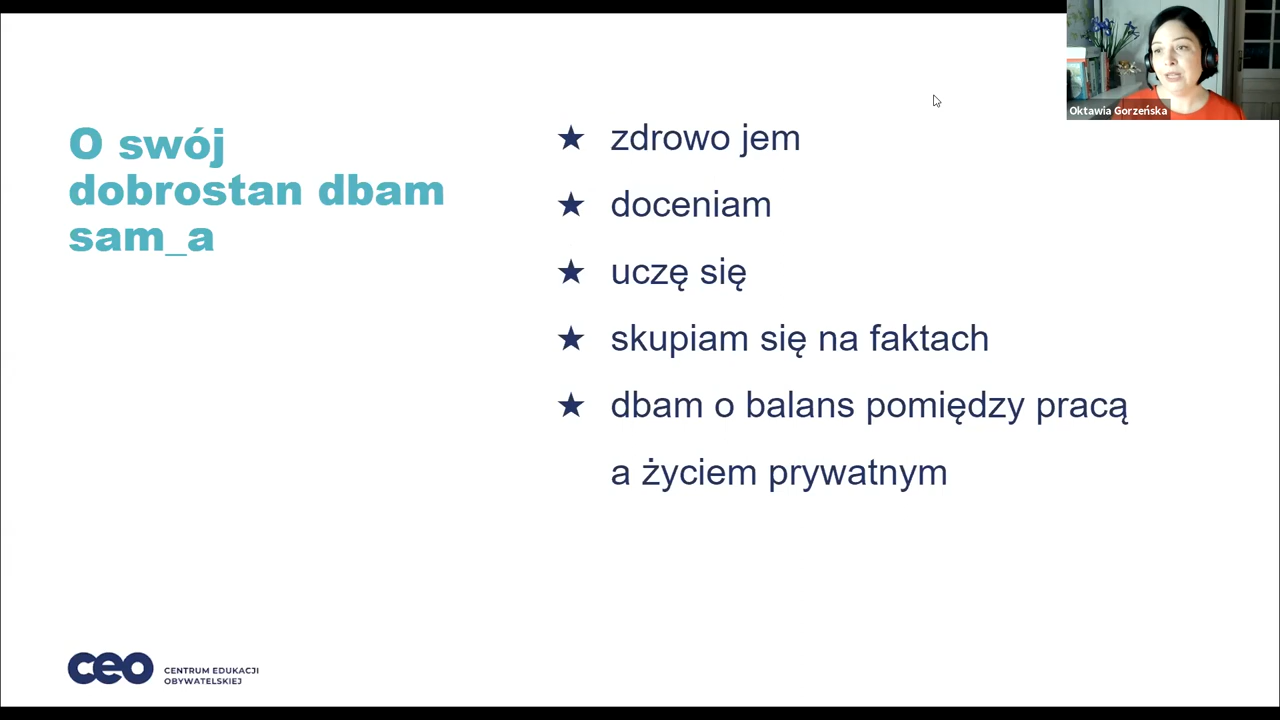 O swój
dobrostan dbam
sam_a
★ zdrowo jem
★ doceniam
★ uczę się
★ skupiam się na faktach
★ dbam o balans pomiędzy pracą
a życiem prywatnym
Oktawia Gorzeńska
ceo
CENTRUM EDUKACJI
OBYWATELSKIEJ